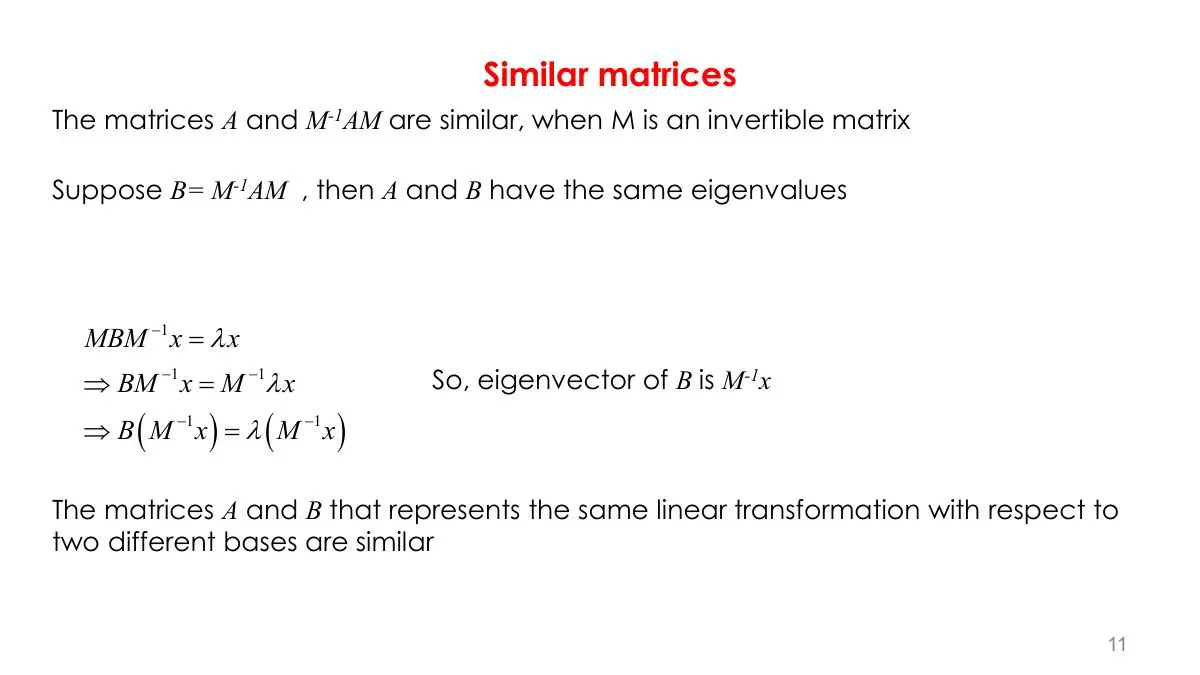 Similar matrices
The matrices A and M⁻¹AM are similar, when M is an invertible matrix
Suppose B= M⁻¹AM , then A and B have the same eigenvalues
MBM⁻¹x = λx
⇒ BM⁻¹x = M⁻¹λx
So, eigenvector of B is M⁻¹x
⇒ B(M⁻¹x) = λ(M⁻¹x)
The matrices A and B that represents the same linear transformation with respect to
two different bases are similar
11